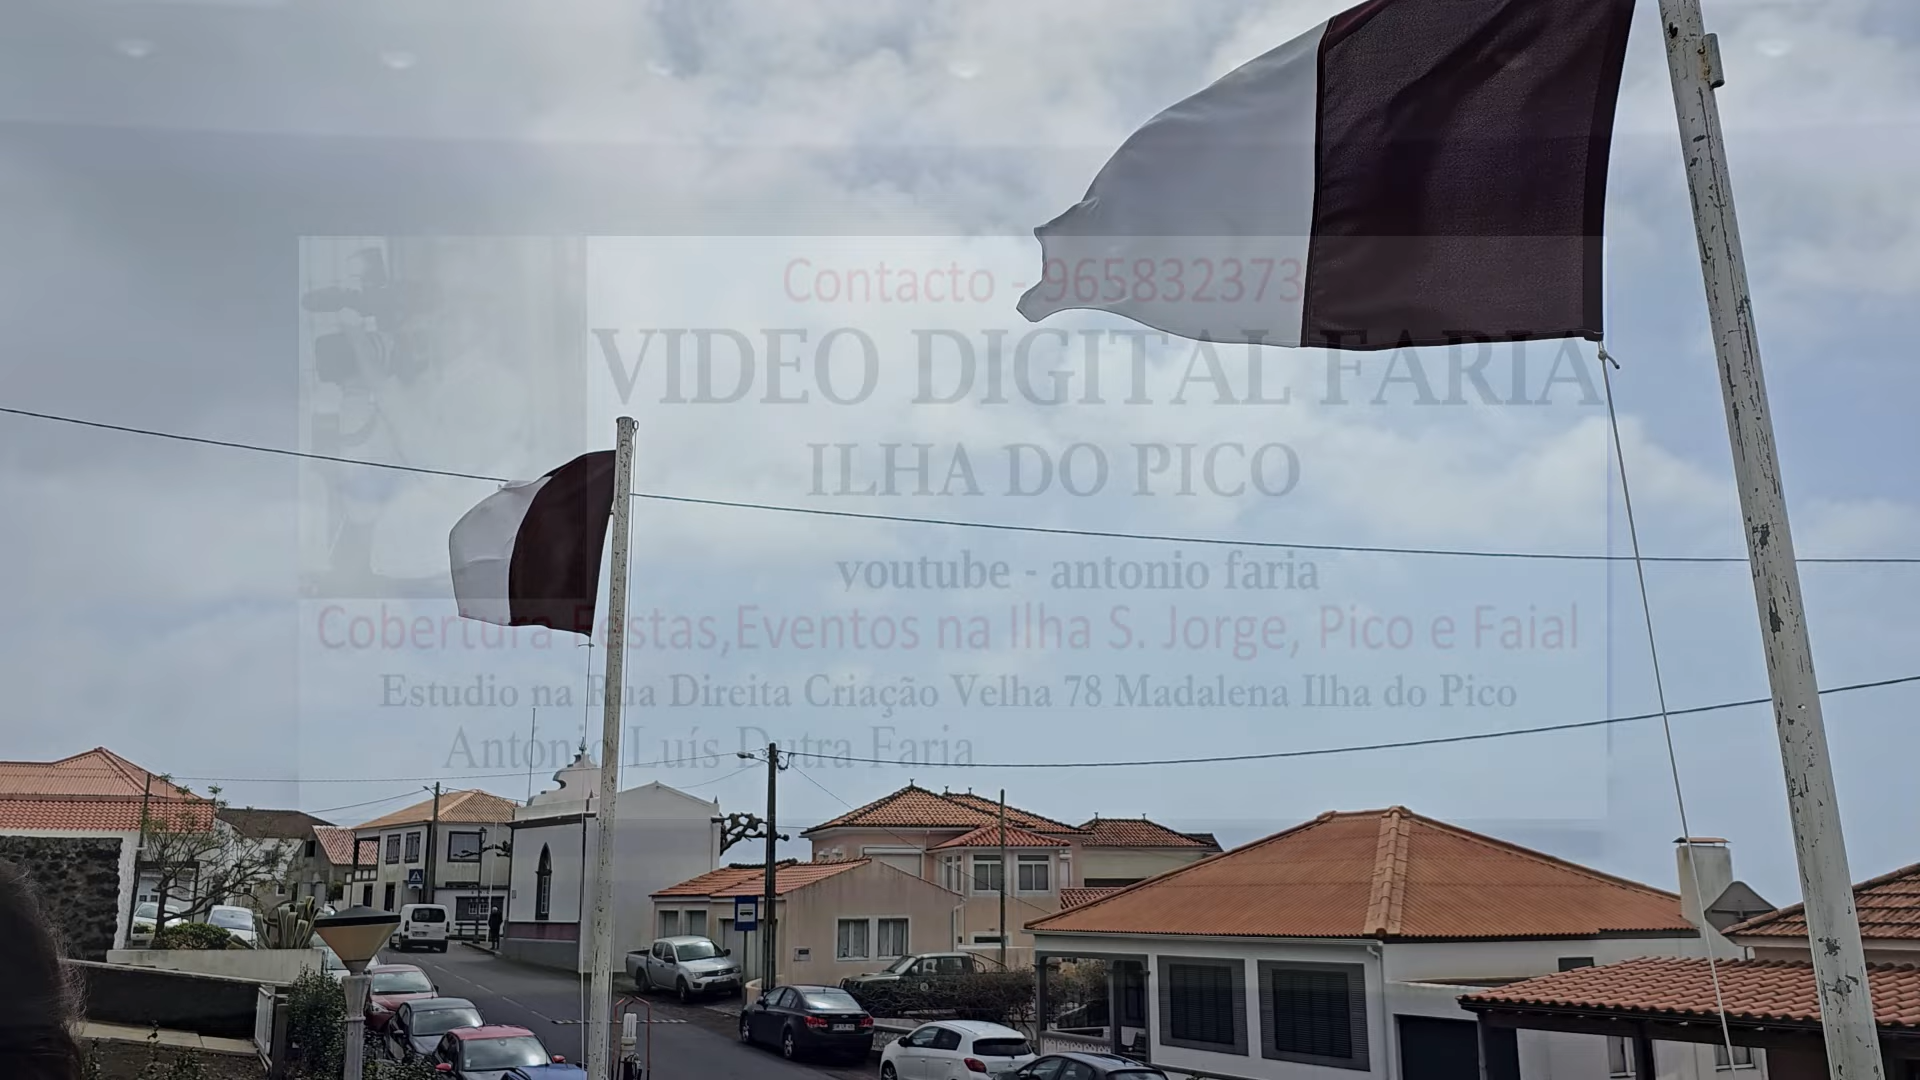 Contacto - 965832373
VIDEO DIGITAL FARIA
ILHA DO PICO
youtube - antonio faria
Cobertura Festas,Eventos na Ilha S. Jorge, Pico e Faial
Estudio na Rua Direita Criação Velha 78 Madalena Ilha do Pico
Antonio Luís Dutra Faria